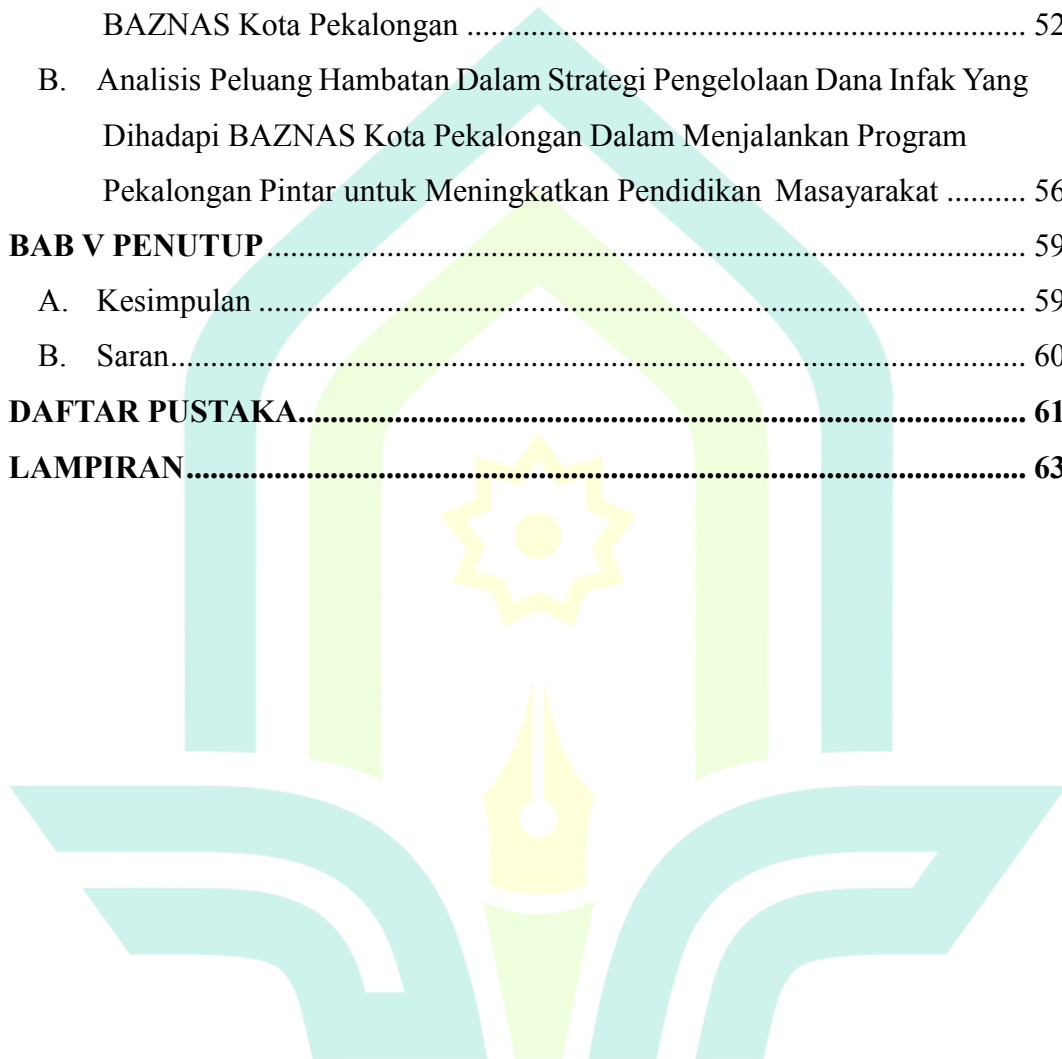 BAZNAS Kota Pekalongan ........................................................................... 52
B. Analisis Peluang Hambatan Dalam Strategi Pengelolaan Dana Infak Yang
Dihadapi BAZNAS Kota Pekalongan Dalam Menjalankan Program
Pekalongan Pintar untuk Meningkatkan Pendidikan Masayarakat .......... 56
BAB V PENUTUP ........................................................................................ 59
A. Kesimpulan ........................................................................................ 59
B. Saran................................................................................................... 60
DAFTAR PUSTAKA.................................................................................... 61
LAMPIRAN .................................................................................................. 63